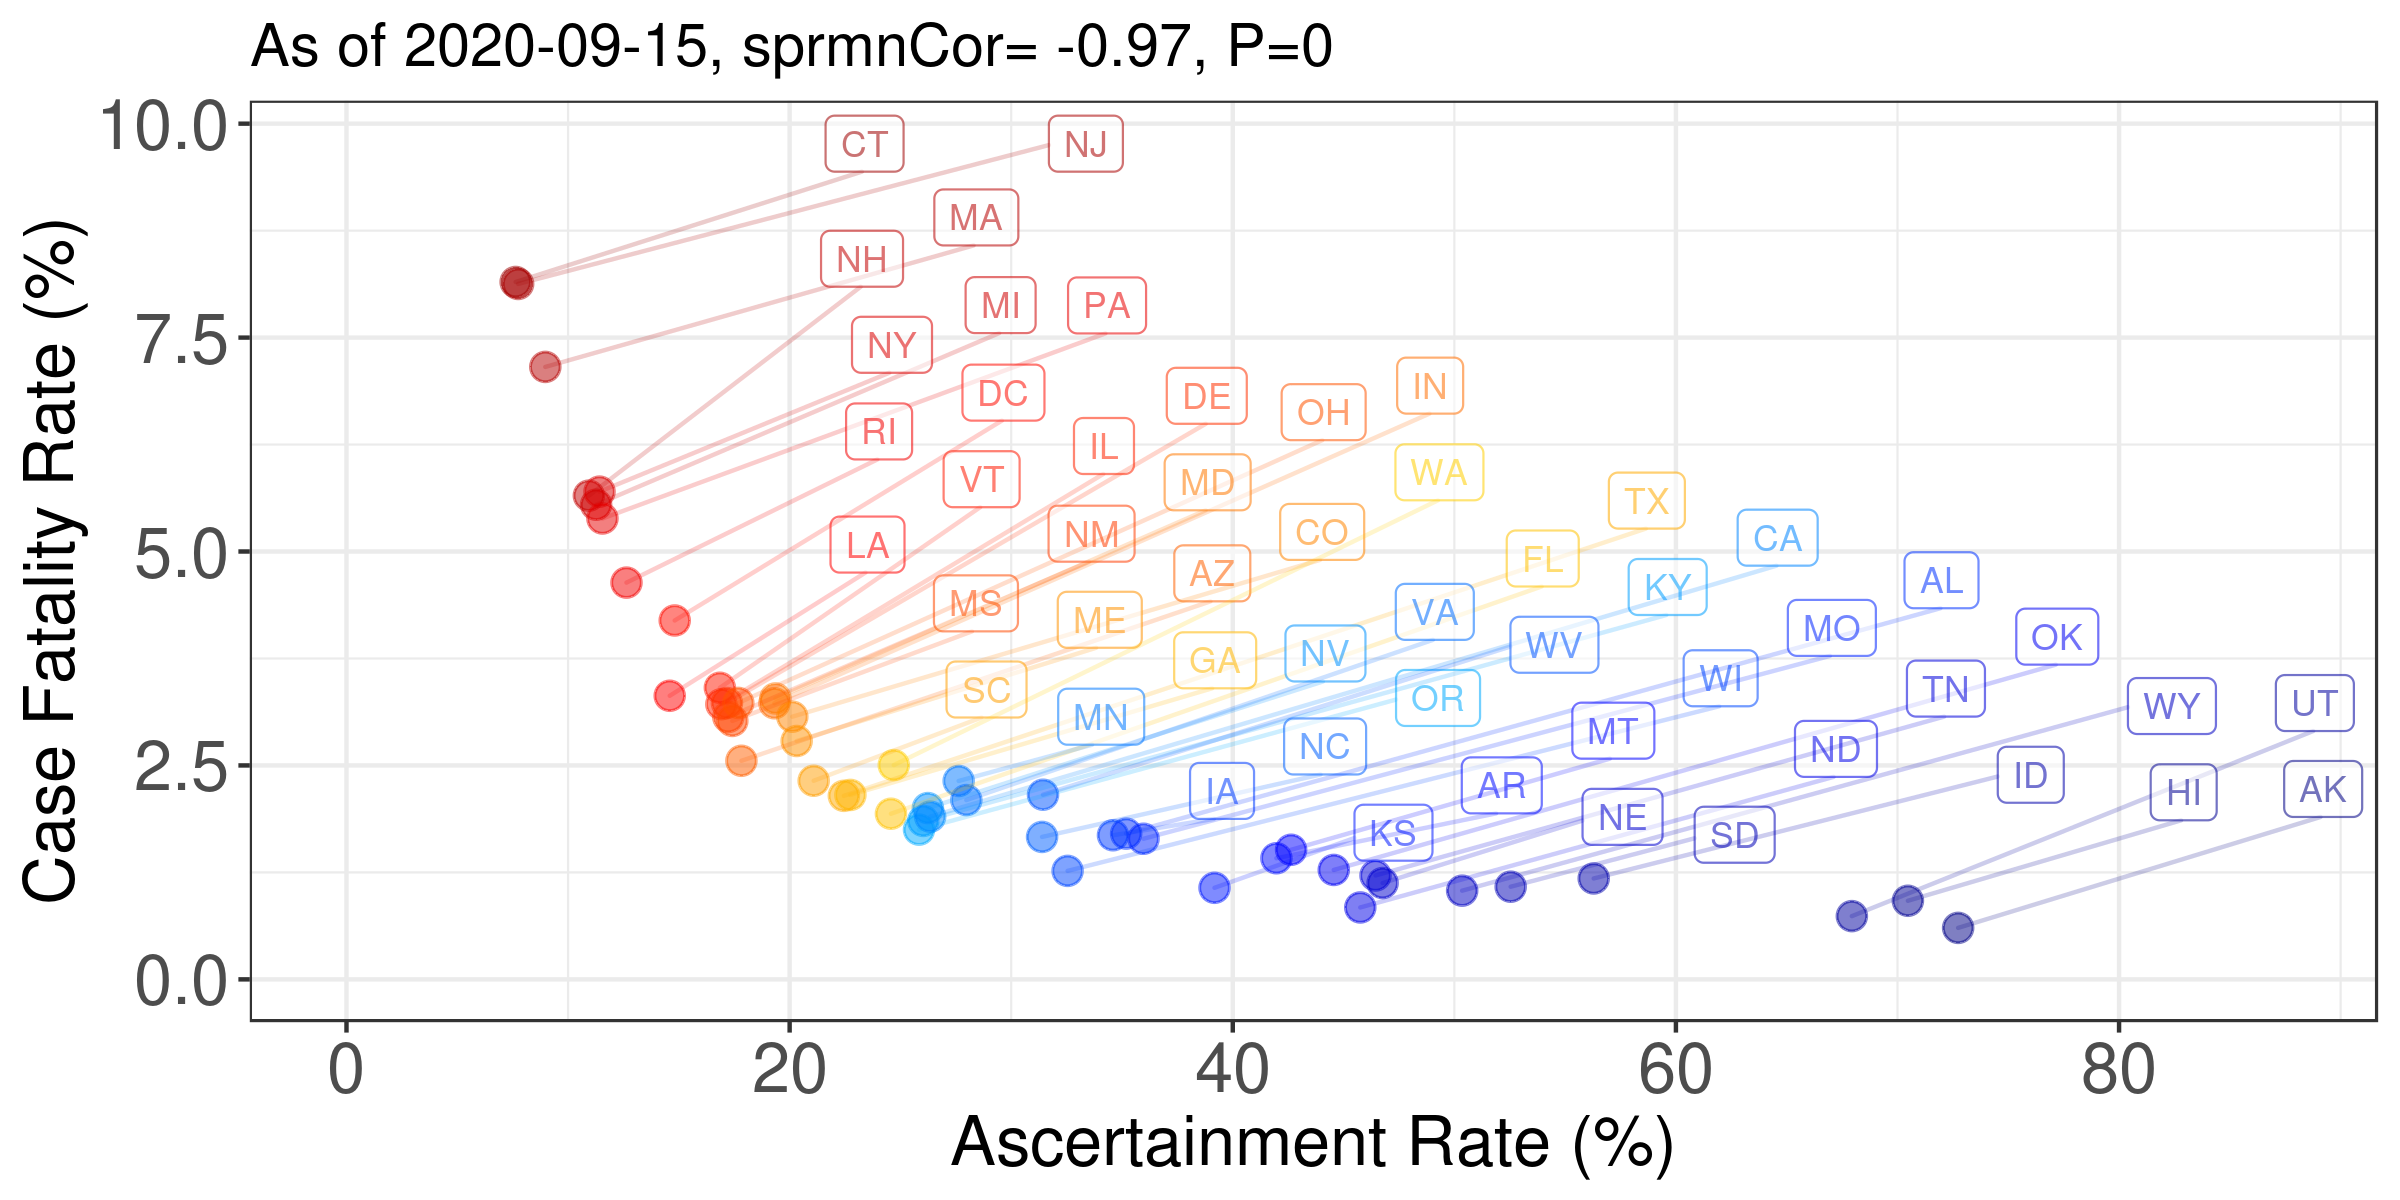 As of 2020-09-15, sprmnCor= -0.97, P=0
Case Fatality Rate (%)
10.0
7.5
5.0
2.5
0.0
CT
NJ
MA
NH
MI
PA
NY
DC
DE
OH
IN
RI
IL
WA
VT
MD
TX
LA
NM
CO
FL
CA
MS
AZ
KY
AL
ME
VA
MO
OK
SC
GA
NV
WV
WI
MN
OR
TN
WY
UT
NC
MT
ND
IA
AR
ID
HI
AK
KS
NE
SD
0
20
40
60
80
Ascertainment Rate (%)